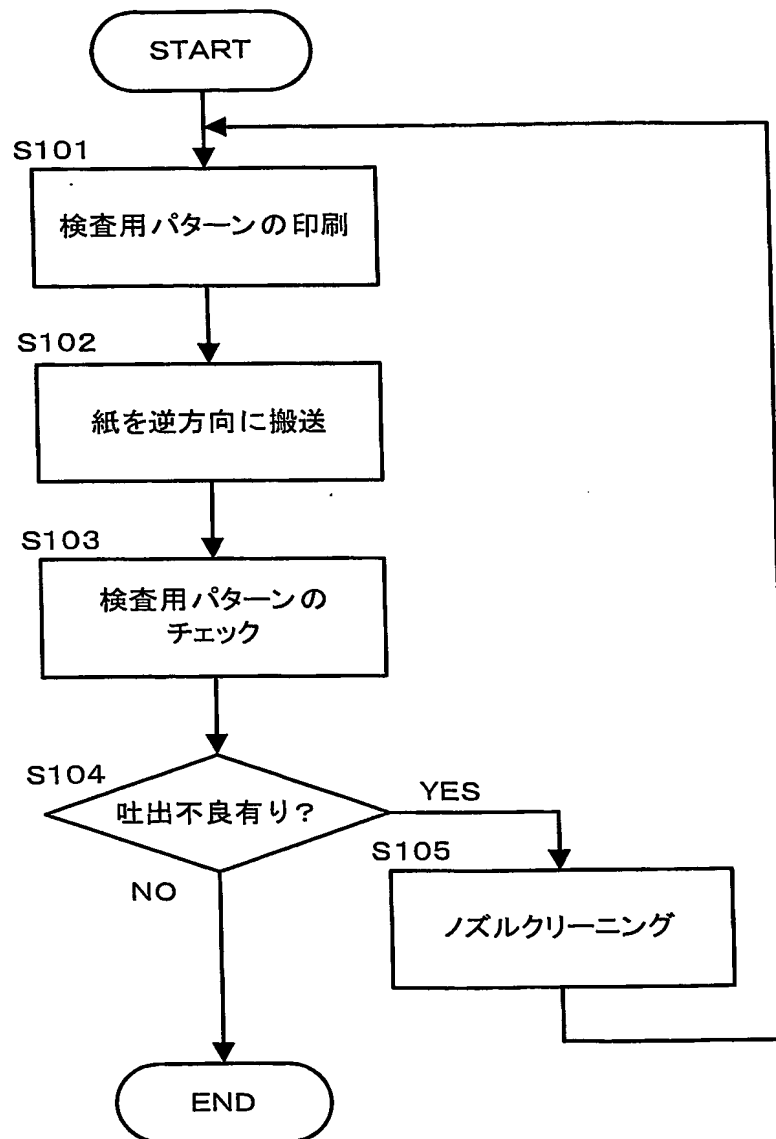 START
S101
検査用パターンの印刷
S102
紙を逆方向に搬送
S103
検査用パターンの
チェック
S104
吐出不良有り?
YES
S105
NO
ノズルクリーニング
END